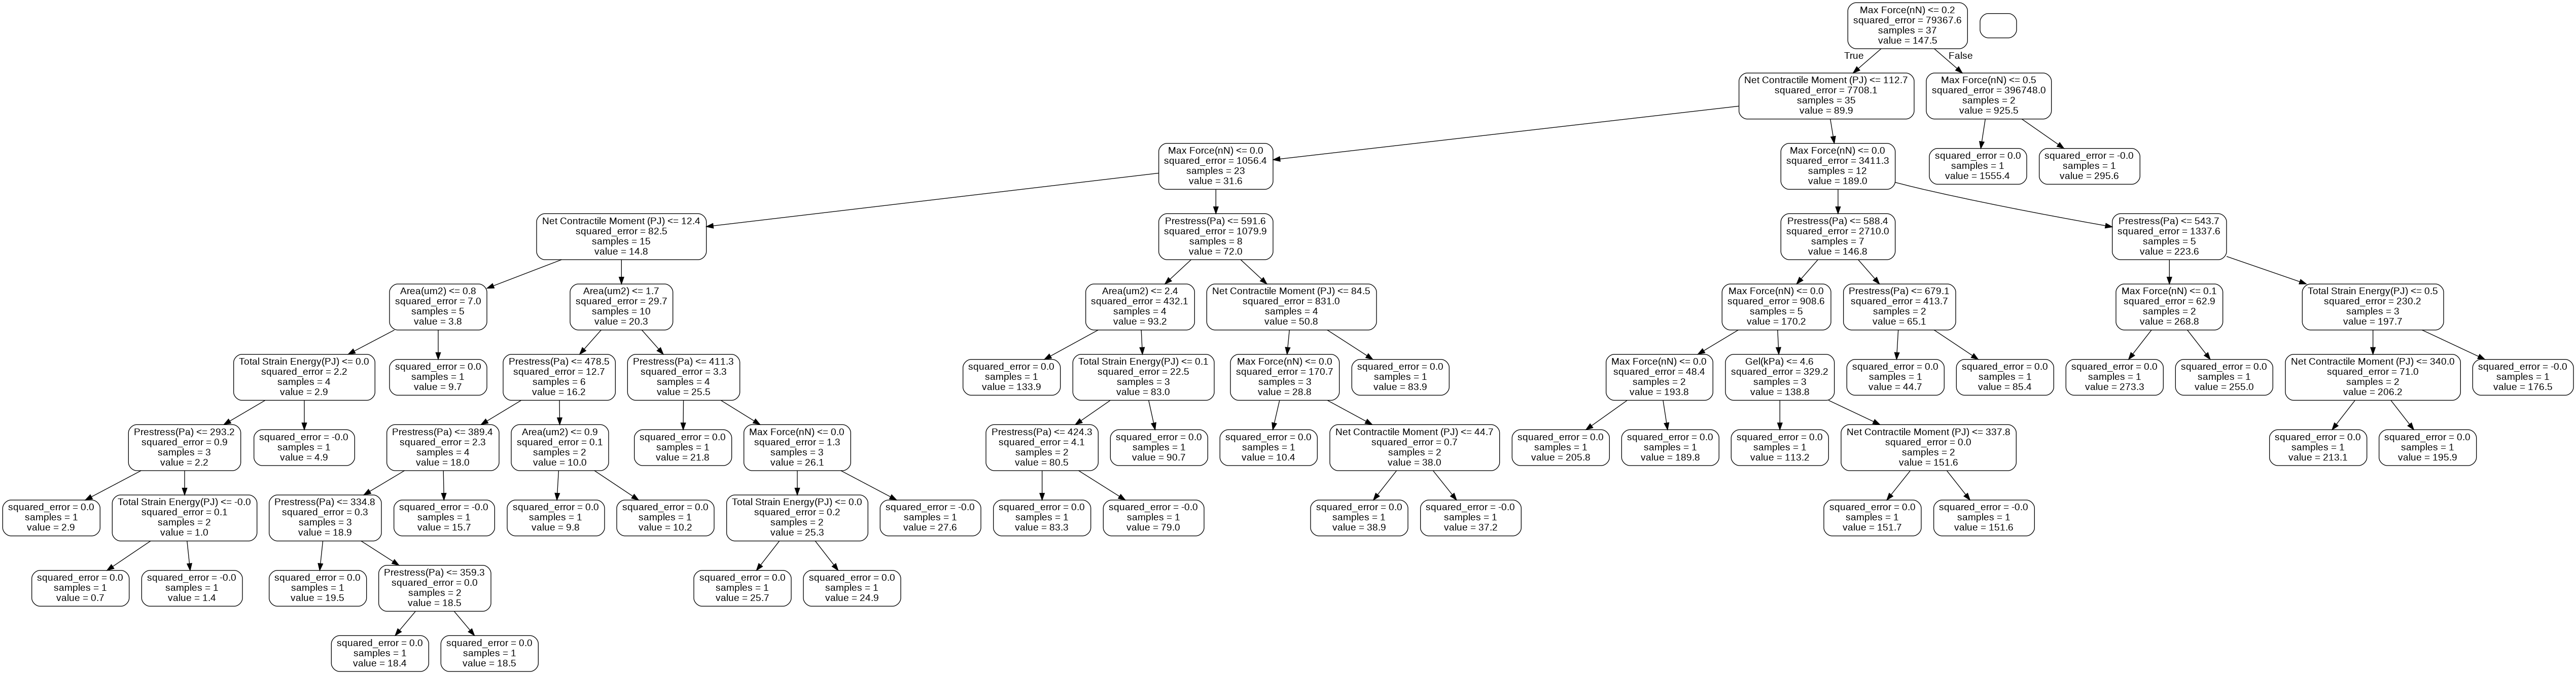 Max Force(nN) <= 0.2
squared_error = 79367.6
samples = 37
value = 147.5
True
False
Net Contractile Moment (PJ) <= 112.7
squared_error = 7708.1
samples = 35
value = 89.9
Max Force(nN) <= 0.5
squared_error = 396748.0
samples = 2
value = 925.5
Max Force(nN) <= 0.0
squared_error = 1056.4
samples = 23
value = 31.6
Max Force(nN) <= 0.0
squared_error = 3411.3
samples = 12
value = 189.0
squared_error = 0.0
samples = 1
value = 1555.4
squared_error = -0.0
samples = 1
value = 295.6
Net Contractile Moment (PJ) <= 12.4
squared_error = 82.5
samples = 15
value = 14.8
Prestress(Pa) <= 591.6
squared_error = 1079.9
samples = 8
value = 72.0
Prestress(Pa) <= 588.4
squared_error = 2710.0
samples = 7
value = 146.8
Prestress(Pa) <= 543.7
squared_error = 1337.6
samples = 5
value = 223.6
Area(um2) <= 0.8
squared_error = 7.0
samples = 5
value = 3.8
Area(um2) <= 1.7
squared_error = 29.7
samples = 10
value = 20.3
Area(um2) <= 2.4
squared_error = 432.1
samples = 4
value = 93.2
Net Contractile Moment (PJ) <= 84.5
squared_error = 831.0
samples = 4
value = 50.8
Max Force(nN) <= 0.0
squared_error = 908.6
samples = 5
value = 170.2
Prestress(Pa) <= 679.1
squared_error = 413.7
samples = 2
value = 65.1
Max Force(nN) <= 0.1
squared_error = 62.9
samples = 2
value = 268.8
Total Strain Energy(PJ) <= 0.5
squared_error = 230.2
samples = 3
value = 197.7
Total Strain Energy(PJ) <= 0.0
squared_error = 2.2
samples = 4
value = 2.9
squared_error = 0.0
samples = 1
value = 9.7
Prestress(Pa) <= 478.5
squared_error = 12.7
samples = 6
value = 16.2
Prestress(Pa) <= 411.3
squared_error = 3.3
samples = 4
value = 25.5
squared_error = 0.0
samples = 1
value = 133.9
Total Strain Energy(PJ) <= 0.1
squared_error = 22.5
samples = 3
value = 83.0
Max Force(nN) <= 0.0
squared_error = 170.7
samples = 3
value = 28.8
squared_error = 0.0
samples = 1
value = 83.9
Max Force(nN) <= 0.0
squared_error = 48.4
samples = 2
value = 193.8
Gel(kPa) <= 4.6
squared_error = 329.2
samples = 3
value = 138.8
squared_error = 0.0
samples = 1
value = 44.7
squared_error = 0.0
samples = 1
value = 85.4
squared_error = 0.0
samples = 1
value = 273.3
squared_error = 0.0
samples = 1
value = 255.0
Net Contractile Moment (PJ) <= 340.0
squared_error = 71.0
samples = 2
value = 206.2
squared_error = -0.0
samples = 1
value = 176.5
Prestress(Pa) <= 293.2
squared_error = 0.9
samples = 3
value = 2.2
squared_error = -0.0
samples = 1
value = 4.9
Prestress(Pa) <= 389.4
squared_error = 2.3
samples = 4
value = 18.0
Area(um2) <= 0.9
squared_error = 0.1
samples = 2
value = 10.0
squared_error = 0.0
samples = 1
value = 21.8
Max Force(nN) <= 0.0
squared_error = 1.3
samples = 3
value = 26.1
Prestress(Pa) <= 424.3
squared_error = 4.1
samples = 2
value = 80.5
squared_error = 0.0
samples = 1
value = 90.7
squared_error = 0.0
samples = 1
value = 10.4
Net Contractile Moment (PJ) <= 44.7
squared_error = 0.7
samples = 2
value = 38.0
squared_error = 0.0
samples = 1
value = 205.8
squared_error = 0.0
samples = 1
value = 189.8
squared_error = 0.0
samples = 1
value = 113.2
Net Contractile Moment (PJ) <= 337.8
squared_error = 0.0
samples = 2
value = 151.6
squared_error = 0.0
samples = 1
value = 213.1
squared_error = 0.0
samples = 1
value = 195.9
squared_error = 0.0
samples = 1
value = 2.9
Total Strain Energy(PJ) <= -0.0
squared_error = 0.1
samples = 2
value = 1.0
Prestress(Pa) <= 334.8
squared_error = 0.3
samples = 3
value = 18.9
squared_error = -0.0
samples = 1
value = 15.7
squared_error = 0.0
samples = 1
value = 9.8
squared_error = 0.0
samples = 1
value = 10.2
Total Strain Energy(PJ) <= 0.0
squared_error = 0.2
samples = 2
value = 25.3
squared_error = -0.0
samples = 1
value = 27.6
squared_error = 0.0
samples = 1
value = 83.3
squared_error = -0.0
samples = 1
value = 79.0
squared_error = 0.0
samples = 1
value = 38.9
squared_error = -0.0
samples = 1
value = 37.2
squared_error = 0.0
samples = 1
value = 151.7
squared_error = -0.0
samples = 1
value = 151.6
squared_error = 0.0
samples = 1
value = 0.7
squared_error = -0.0
samples = 1
value = 1.4
squared_error = 0.0
samples = 1
value = 19.5
Prestress(Pa) <= 359.3
squared_error = 0.0
samples = 2
value = 18.5
squared_error = 0.0
samples = 1
value = 25.7
squared_error = 0.0
samples = 1
value = 24.9
squared_error = 0.0
samples = 1
value = 18.4
squared_error = 0.0
samples = 1
value = 18.5